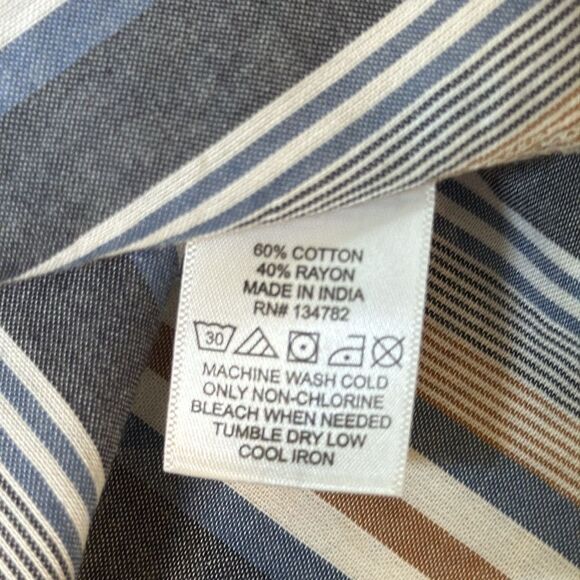 60% COTTON
40% RAYON
MADE IN INDIA
RN# 134782
30
MACHINE WASH COLD
ONLY NON-CHLORINE
BLEACH WHEN NEEDED
TUMBLE DRY LOW
COOL IRON